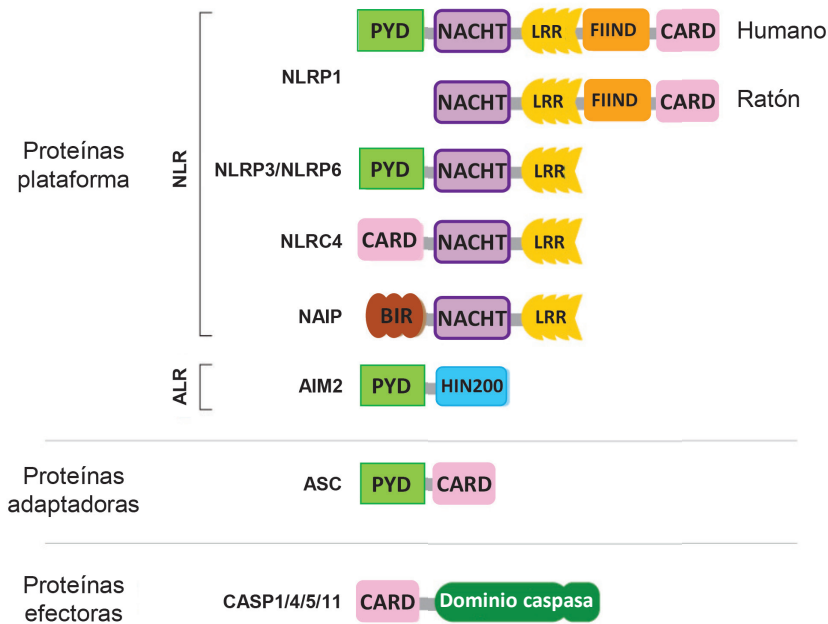 PYD NACHT LRR FIIND CARD Humano
NLRP1
NACHT LRR FIIND CARD Ratón
Proteínas
plataforma
NLR
NLRP3/NLRP6 PYD NACHT LRR
NLRC4 CARD NACHT LRR
NAIP BIR NACHT LRR
ALR
AIM2 PYD HIN200
Proteínas
adaptadoras
ASC PYD CARD
Proteínas
efectoras
CASP1/4/5/11 CARD Dominio caspasa